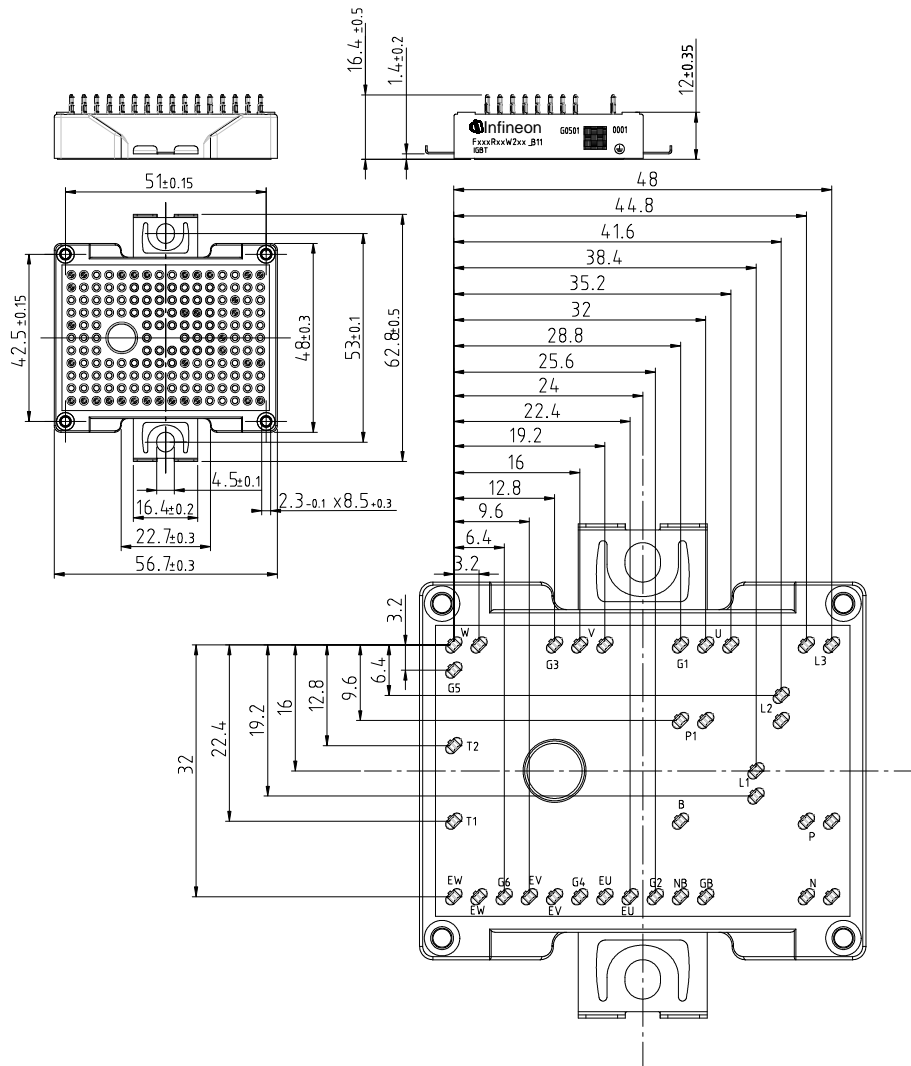 16.4 ±0.5
1.4±0.2
12±0.35
Infineon
G0501
0001
FxxxRxxW2xx_B11
IGBT
51±0.15
42.5 ±0.15
48±0.3
53±0.1
62.8±0.5
4.5±0.1
16.4±0.2
2.3-0.1 x8.5+0.3
22.7±0.3
56.7±0.3
48
44.8
41.6
38.4
35.2
32
28.8
25.6
24
22.4
19.2
16
12.8
9.6
6.4
3.2
3.2
6.4
9.6
12.8
16
19.2
22.4
32
W
G3
V
G1
U
L3
G5
L2
P1
T2
L1
T1
B
P
EW
EW
G6
EV
EV
G4
EU
EU
G2
NB
GB
N